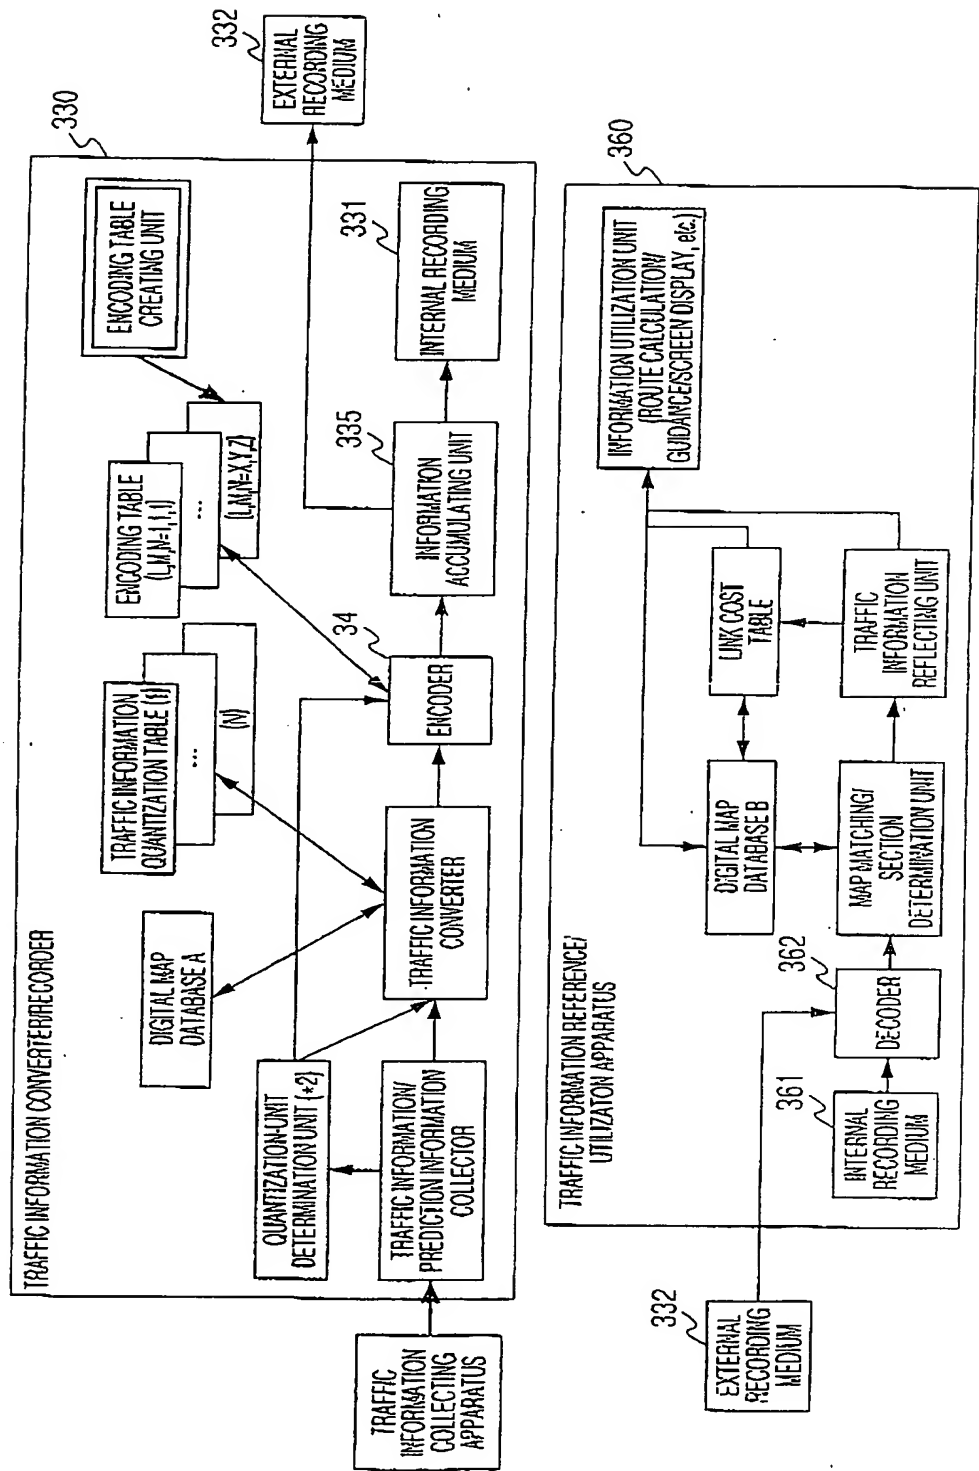 TRAFFIC INFORMATION CONVERTER/RECORDER
330
TRAFFIC
INFORMATION
COLLECTING
APPARATUS
QUANTIZATION-UNIT
DETERMINATION UNIT (*2)
TRAFFIC INFORMATION/
PREDICTION INFORMATION
COLLECTOR
DIGITAL MAP
DATABASE A
TRAFFIC INFORMATION
CONVERTER
TRAFFIC INFORMATION
QUANTIZATION TABLE (1)
...
(N)
34
ENCODER
ENCODING TABLE
(L,M,N=1,1,1)
...
(L,M,N=X,Y,Z)
ENCODING TABLE
CREATING UNIT
335
INFORMATION
ACCUMULATING UNIT
331
INTERNAL RECORDING
MEDIUM
332
EXTERNAL
RECORDING
MEDIUM
TRAFFIC INFORMATION REFERENCE/
UTILIZATON APPARATUS
360
332
EXTERNAL
RECORDING
MEDIUM
361
INTERNAL
RECORDING
MEDIUM
362
DECODER
DIGITAL MAP
DATABASE B
MAP MATCHING/
SECTION
DETERMINATION UNIT
LINK COST
TABLE
TRAFFIC
INFORMATION
REFLECTING UNIT
INFORMATION UTILIZATION UNIT
(ROUTE CALCULATION/
GUIDANCE/SCREEN DISPLAY, etc.)